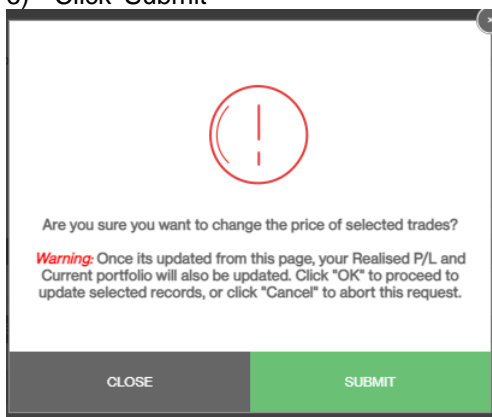 Click Submit
Are you sure you want to change the price of selected trades?
Warning: Once its updated from this page, your Realised P/L and
Current portfolio will also be updated. Click "OK" to proceed to
update selected records, or click "Cancel" to abort this request.
CLOSE
SUBMIT